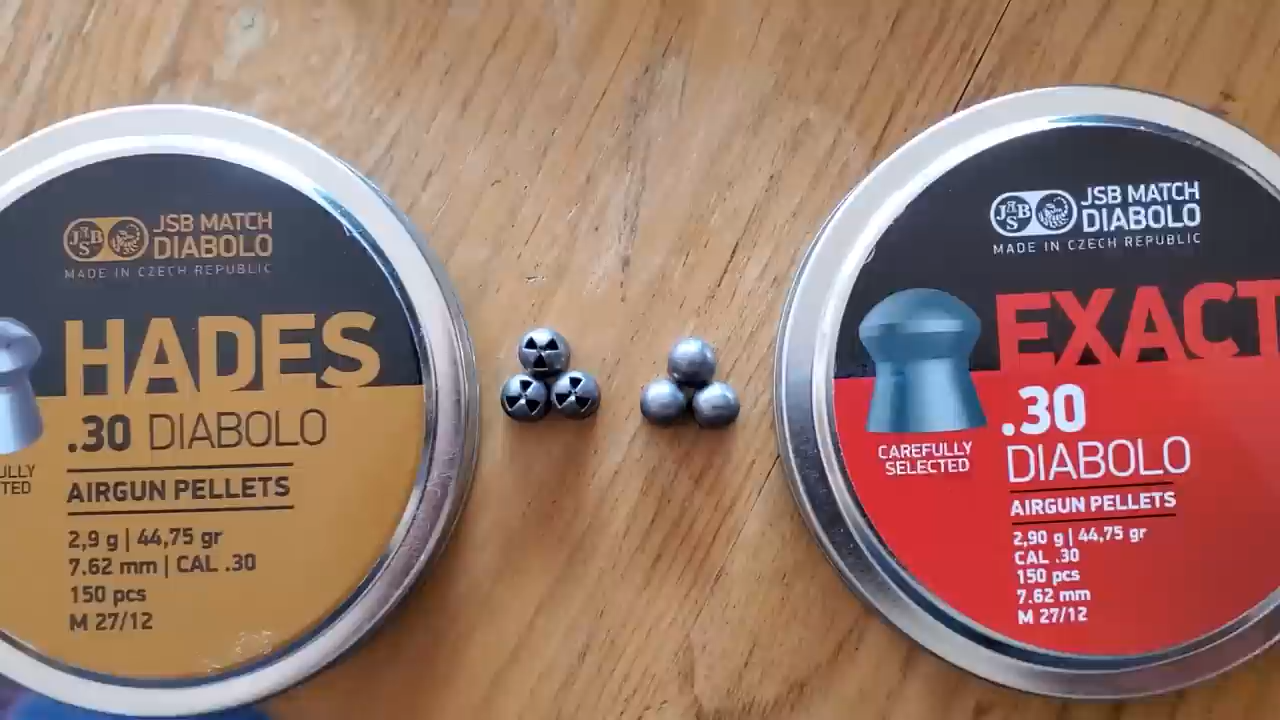 JSB
JSB MATCH
DIABOLO
MADE IN CZECH REPUBLIC
HADES
.30 DIABOLO
AIRGUN PELLETS
2,9 g | 44,75 gr
7.62 mm | CAL .30
150 pcs
M 27/12
JSB
JSB MATCH
DIABOLO
MADE IN CZECH REPUBLIC
EXACT
CAREFULLY
SELECTED
.30
DIABOLO
AIRGUN PELLETS
2,90 g | 44,75 gr
CAL .30
150 pcs
7.62 mm
M 27/12